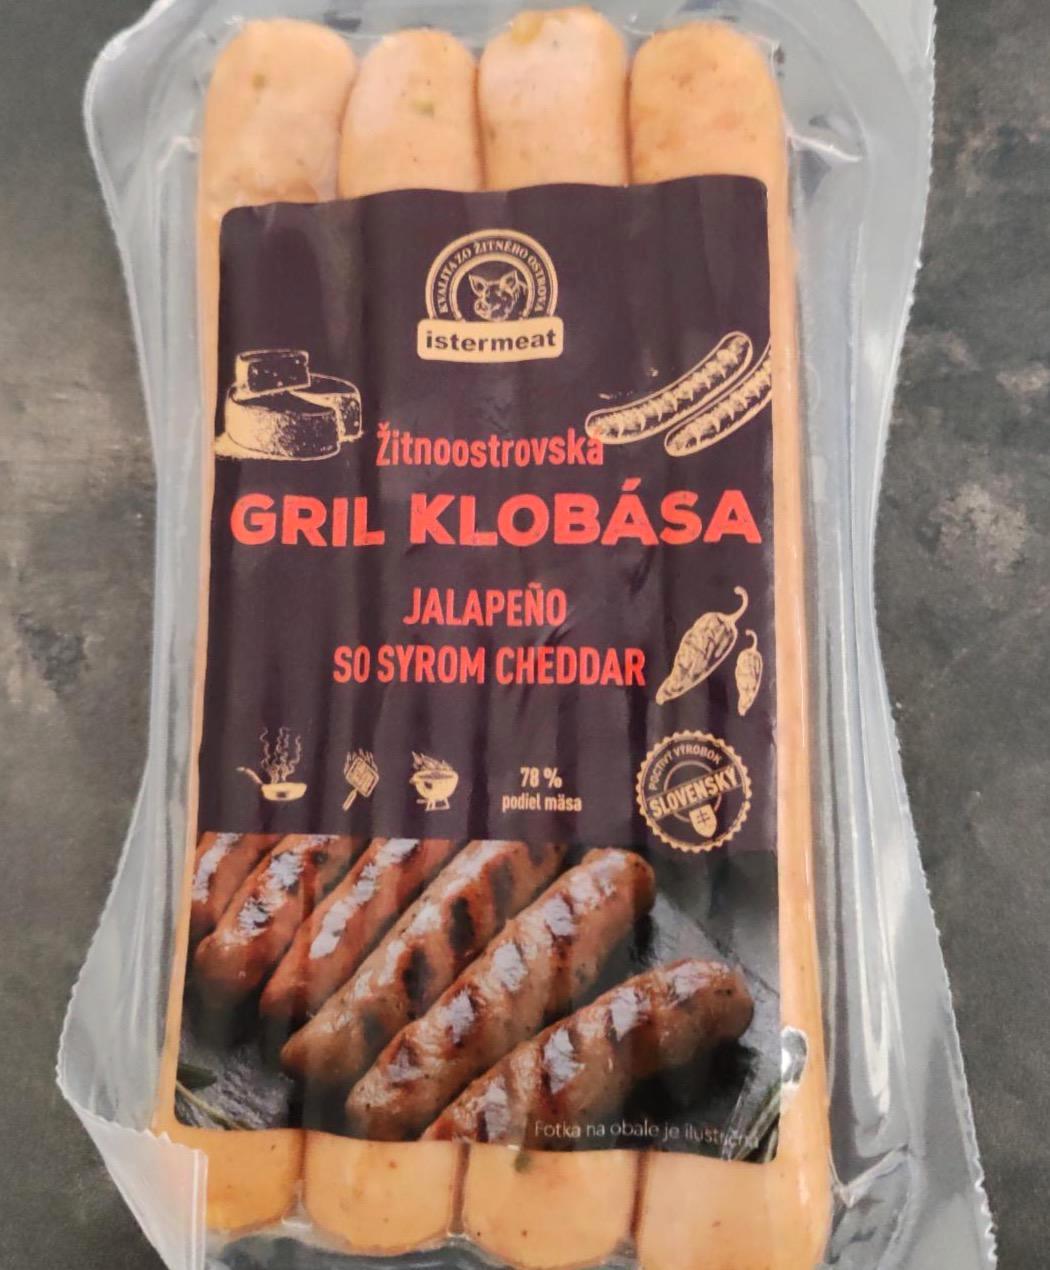 KVALITA ZO ŽITNÉHO OSTROVA
istermeat
Žitnoostrovská
GRIL KLOBÁSA
JALAPEÑO
SO SYROM CHEDDAR
78 %
podiel mäsa
POCTIVÝ VÝROBOK
SLOVENSKÝ
Fotka na obale je ilustračná